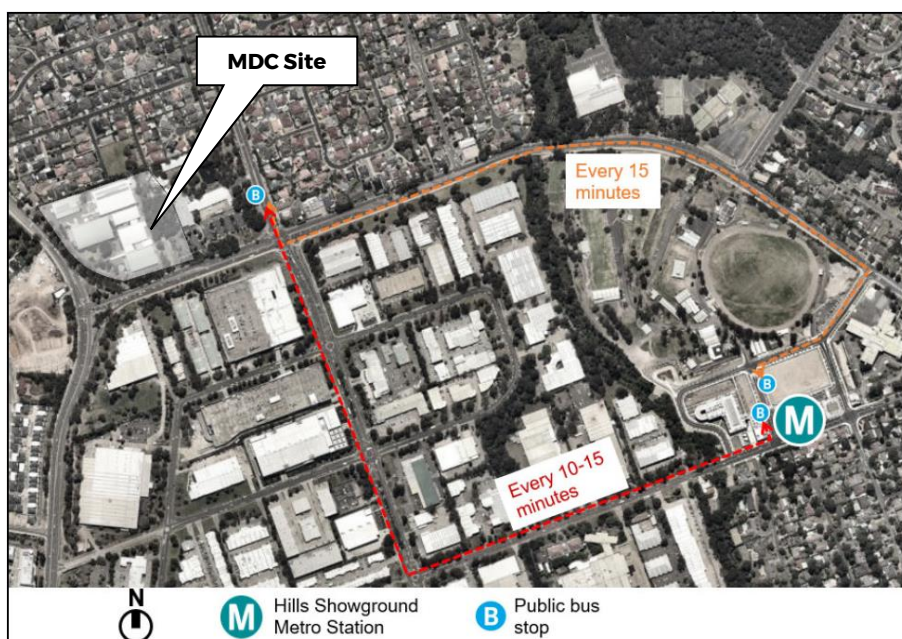 MDC Site
B
Every 15
minutes
B
B
M
Every 10-15
minutes
N
M
Hills Showground
Metro Station
B
Public bus
stop